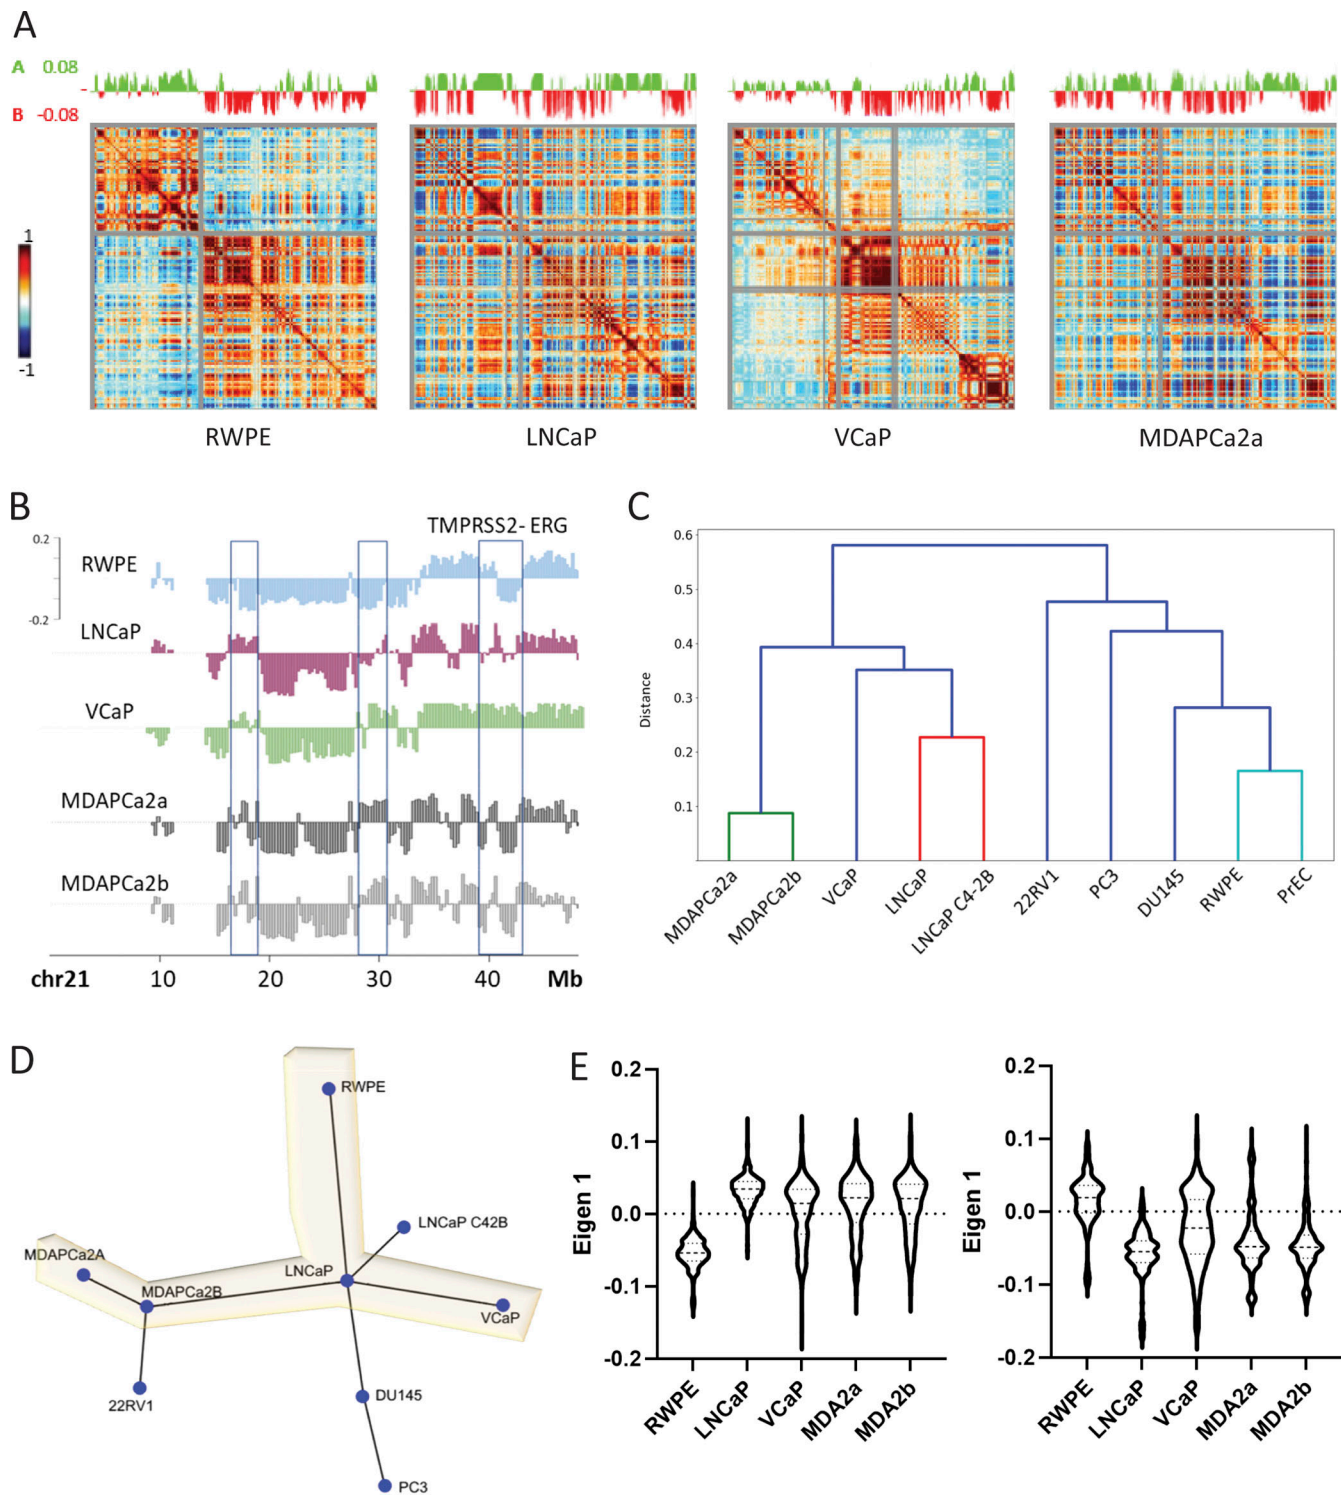 A
A 0.08
-
B -0.08
1
-1
RWPE
LNCaP
VCaP
MDAPCa2a
B
TMPRSS2- ERG
0.2
-0.2
RWPE
LNCaP
VCaP
MDAPCa2a
MDAPCa2b
chr21 10 20 30 40 Mb
C
0.6
0.5
0.4
0.3
0.2
0.1
Distance
MDAPCa2a
MDAPCa2b
VCaP
LNCaP
LNCaP C4-2B
22RV1
PC3
DU145
RWPE
PrEC
D
RWPE
LNCaP C42B
LNCaP
MDAPCa2A
MDAPCa2B
VCaP
22RV1
DU145
PC3
E
0.2
0.1
0.0
-0.1
-0.2
Eigen 1
RWPE
LNCaP
VCaP
MDA2a
MDA2b
0.2
0.1
0.0
-0.1
-0.2
Eigen 1
RWPE
LNCaP
VCaP
MDA2a
MDA2b